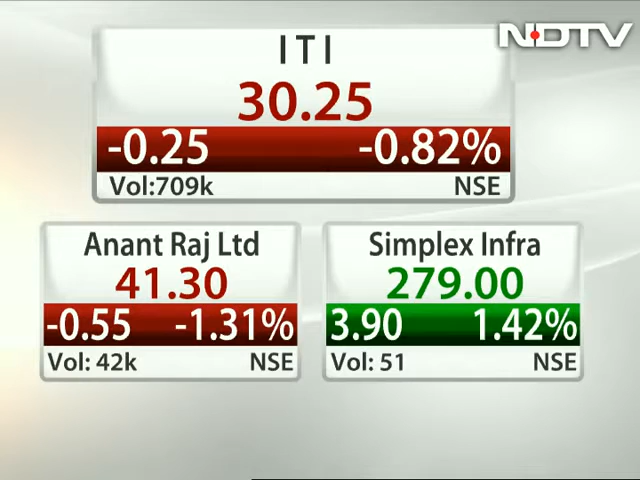 NDTV
ITI
30.25
-0.25 -0.82%
Vol:709k NSE
Anant Raj Ltd
41.30
-0.55 -1.31%
Vol: 42k NSE
Simplex Infra
279.00
3.90 1.42%
Vol: 51 NSE